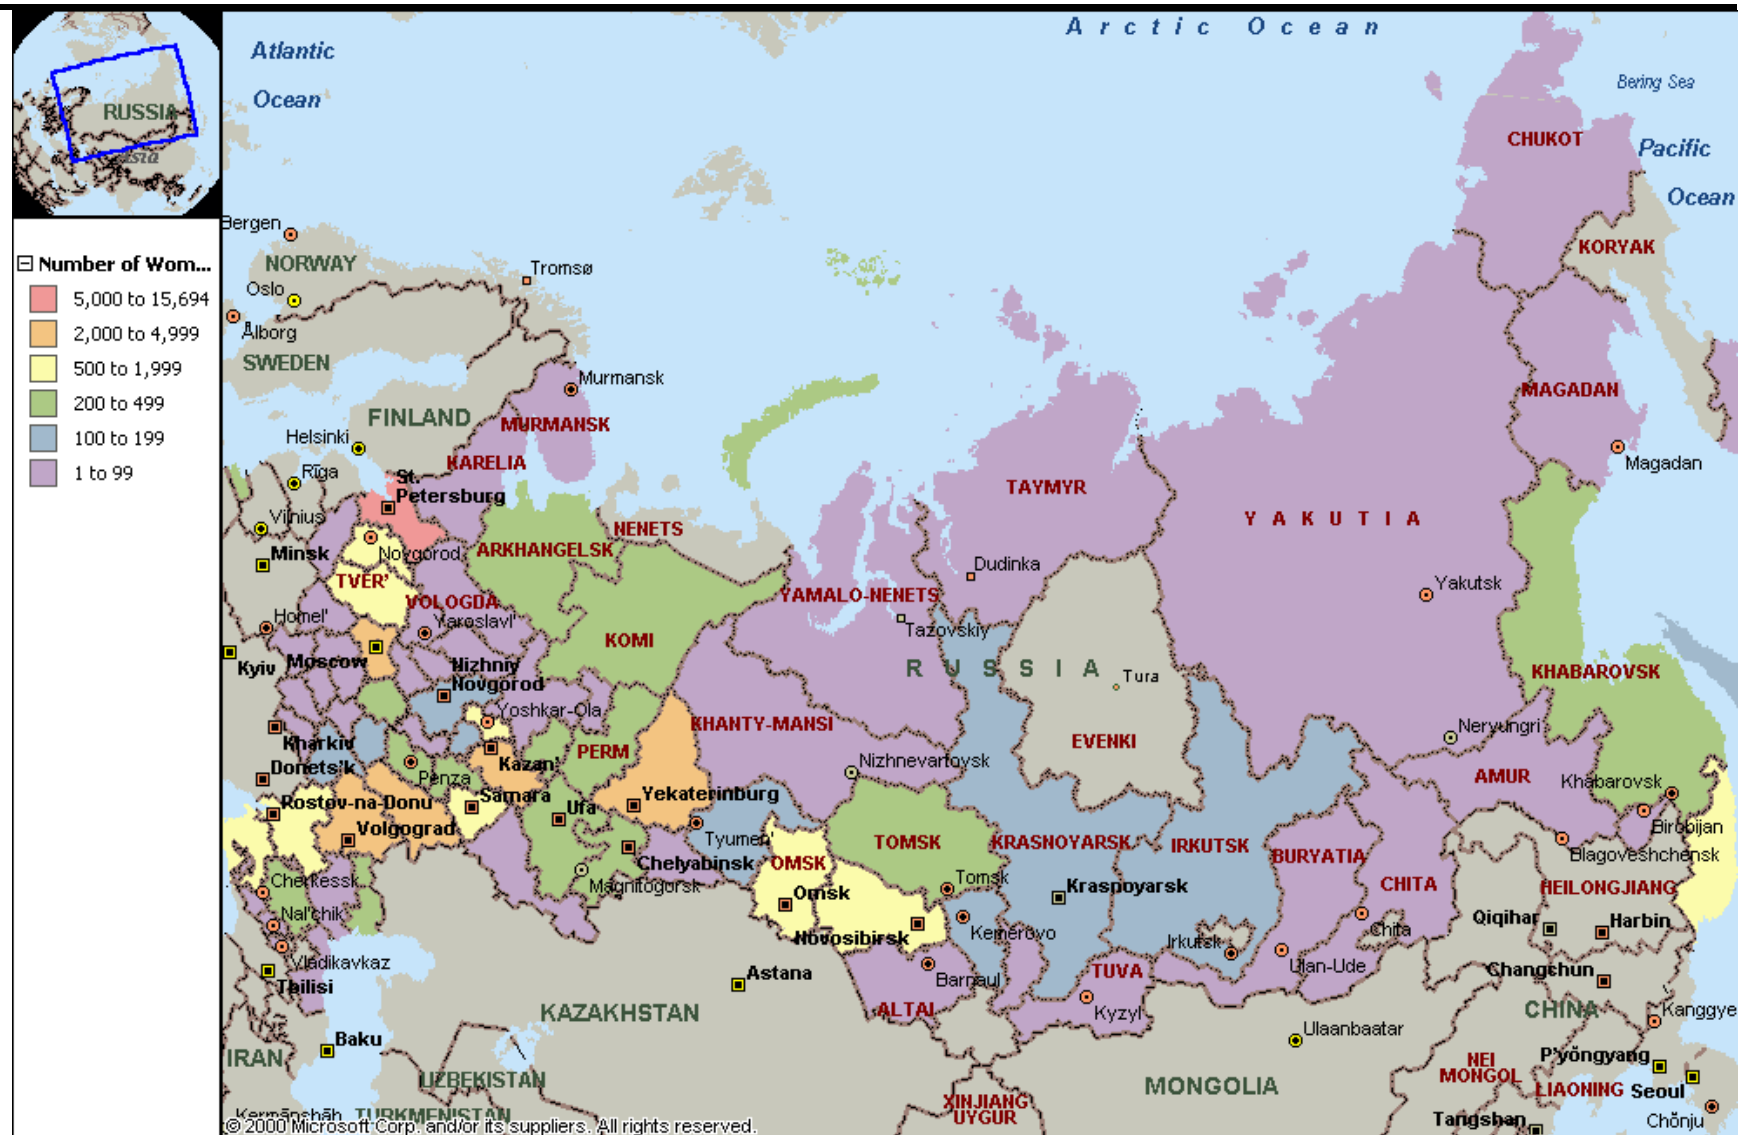 RUSSIA
Asia
Number of Wom...
5,000 to 15,694
2,000 to 4,999
500 to 1,999
200 to 499
100 to 199
1 to 99
Arctic Ocean
Atlantic
Ocean
Bering Sea
CHUKOT
Pacific
Ocean
Bergen
NORWAY
KORYAK
Tromsø
Oslo
Ålborg
SWEDEN
Murmansk
MAGADAN
FINLAND
MURMANSK
Helsinki
KARELIA
Magadan
Rīga
St.
Petersburg
TAYMYR
YAKUTIA
Vilnius
NENETS
Minsk
Novgorod
ARKHANGELSK
Dudinka
TVER'
Yakutsk
VOLOGDA
YAMALO-NENETS
Homel'
Yaroslavl'
Tazovskiy
KOMI
Kyiv
Moscow
Nizhniy
Novgorod
RUSSIA
Tura
KHABAROVSK
Yoshkar-Ola
KHANTY-MANSI
Neryungri
Kharkiv
PERM
EVENKI
Kazan'
Nizhnevartovsk
Donets'k
Penza
AMUR
Khabarovsk
Rostov-na-Donu
Samara
Ufa
Yekaterinburg
Volgograd
Tyumen'
Birobijan
TOMSK
KRASNOYARSK
IRKUTSK
BURYATIA
Blagoveshchensk
Chelyabinsk
OMSK
Cherkessk
Magnitogorsk
Tomsk
Krasnoyarsk
CHITA
HEILONGJIANG
Omsk
Nal'chik
Novosibirsk
Kemerovo
Irkutsk
Chita
Qiqihar
Harbin
Vladikavkaz
Astana
Barnaul
TUVA
Ulan-Ude
Changchun
Tbilisi
KAZAKHSTAN
ALTAI
Kyzyl
CHINA
Kanggye
Baku
Ulaanbaatar
IRAN
P'yŏngyang
UZBEKISTAN
NEI
MONGOL
MONGOLIA
LIAONING
Seoul
XINJIANG
UYGUR
Kermānshāh
TURKMENISTAN
Tangshan
Chŏnju
© 2000 Microsoft Corp. and/or its suppliers. All rights reserved.